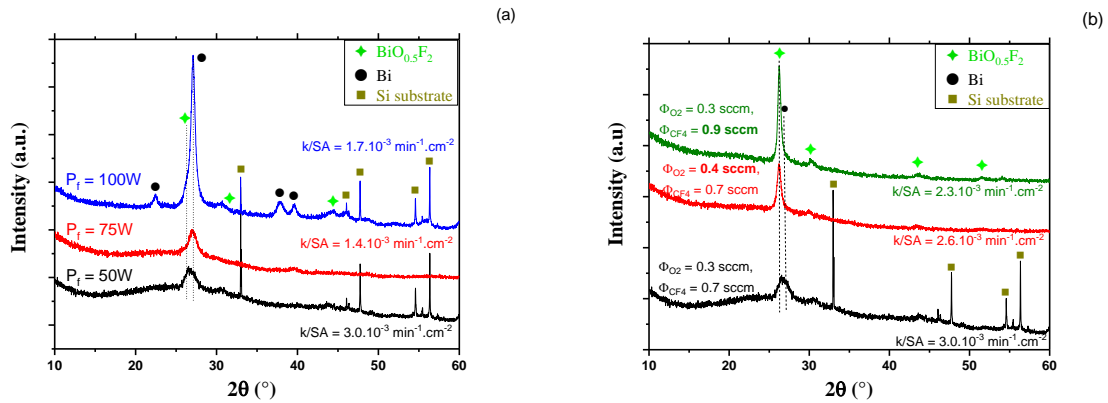 (a)
BiO0.5F2
Bi
Si substrate
k/SA = 1.7.10-3 min-1.cm-2
Pf = 100W
Pf = 75W
k/SA = 1.4.10-3 min-1.cm-2
Pf = 50W
k/SA = 3.0.10-3 min-1.cm-2
10 20 30 40 50 60
2θ (°)
Intensity (a.u.)
(b)
BiO0.5F2
Bi
Si substrate
ΦO2 = 0.3 sccm,
ΦCF4 = 0.9 sccm
ΦO2 = 0.4 sccm,
ΦCF4 = 0.7 sccm
k/SA = 2.3.10-3 min-1.cm-2
k/SA = 2.6.10-3 min-1.cm-2
ΦO2 = 0.3 sccm,
ΦCF4 = 0.7 sccm
k/SA = 3.0.10-3 min-1.cm-2
10 20 30 40 50 60
2θ (°)
Intensity (a.u)